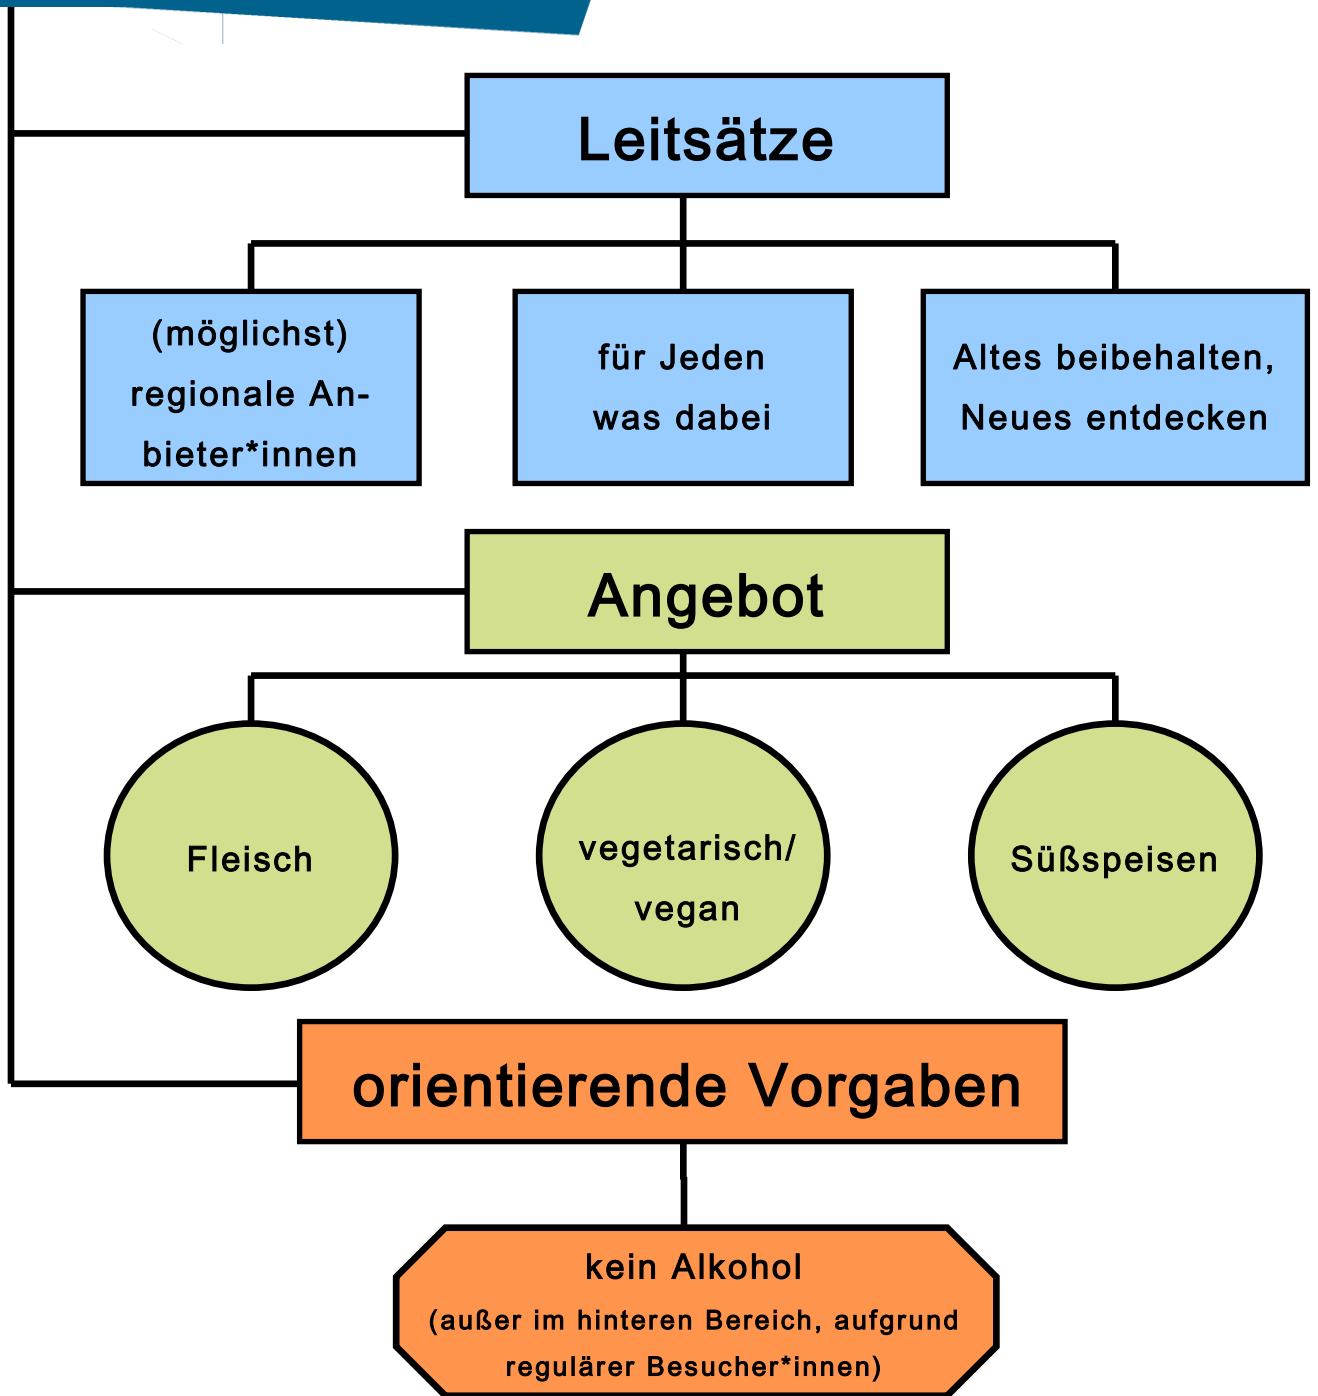 Leitsätze
(möglichst)
regionale An-
bieter*innen
für Jeden
was dabei
Altes beibehalten,
Neues entdecken
Angebot
Fleisch
vegetarisch/
vegan
Süßspeisen
orientierende Vorgaben
kein Alkohol
(außer im hinteren Bereich, aufgrund
regulärer Besucher*innen)